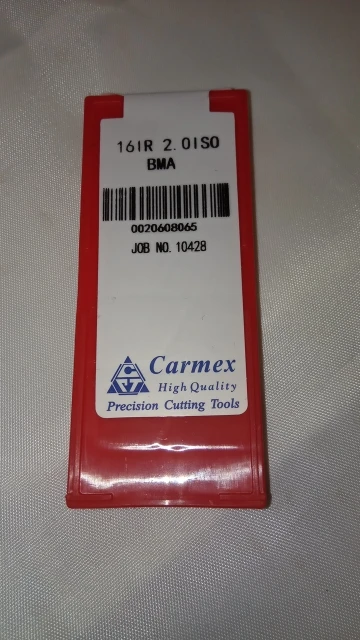 16IR 2.0ISO
BMA
0020608065
JOB NO. 10428
Carmex
High Quality
Precision Cutting Tools